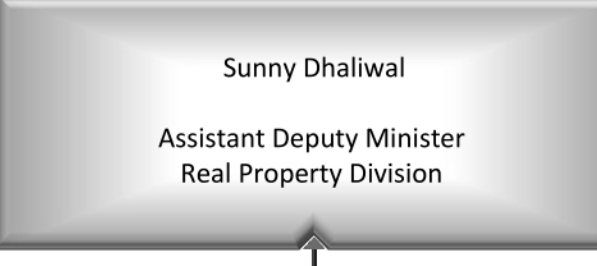 Sunny Dhaliwal
Assistant Deputy Minister
Real Property Division